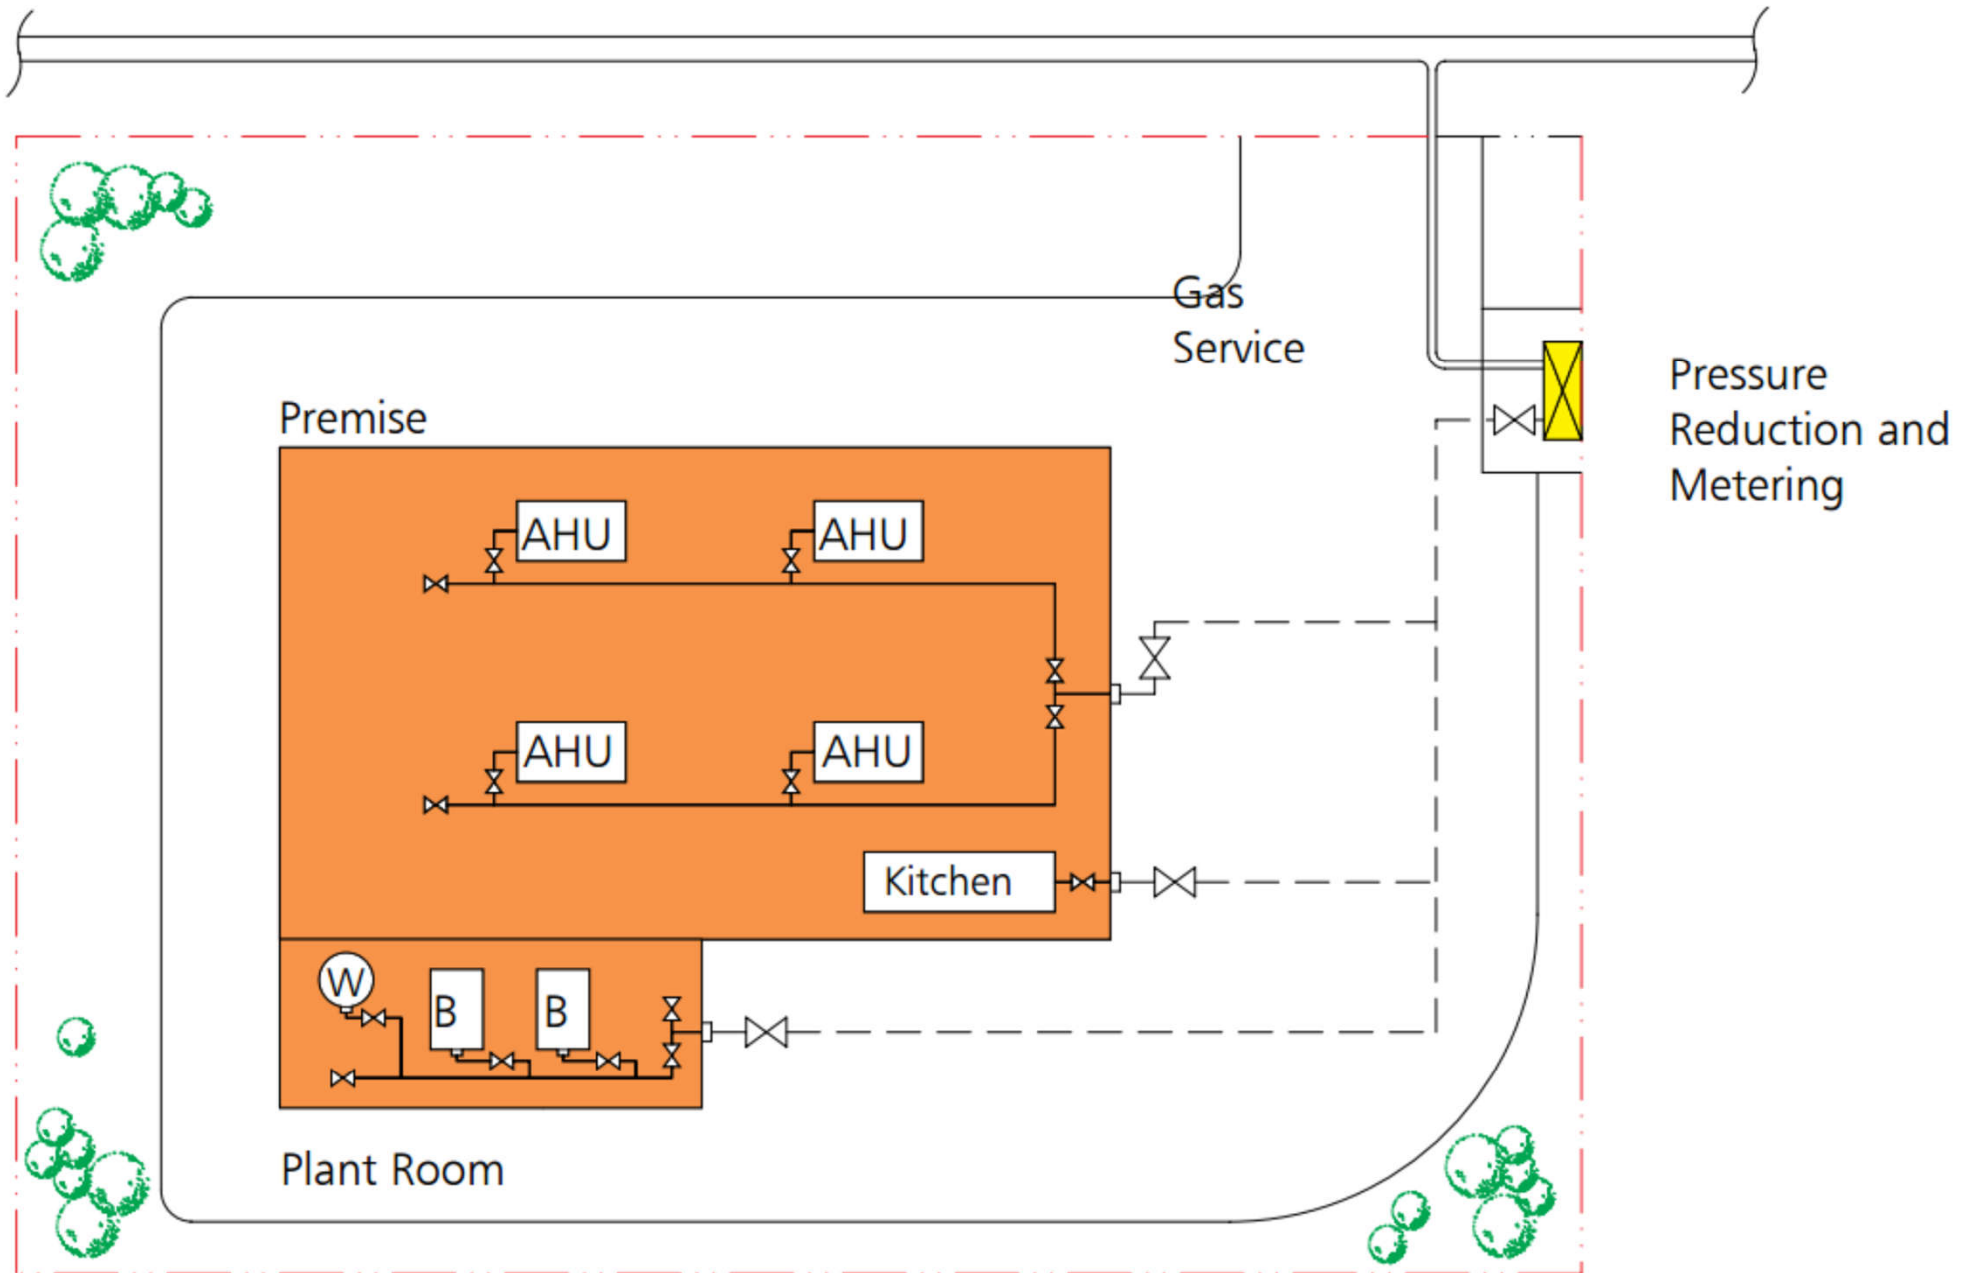 Gas
Service
Pressure
Reduction and
Metering
Premise
AHU
AHU
AHU
AHU
Kitchen
W
B
B
Plant Room